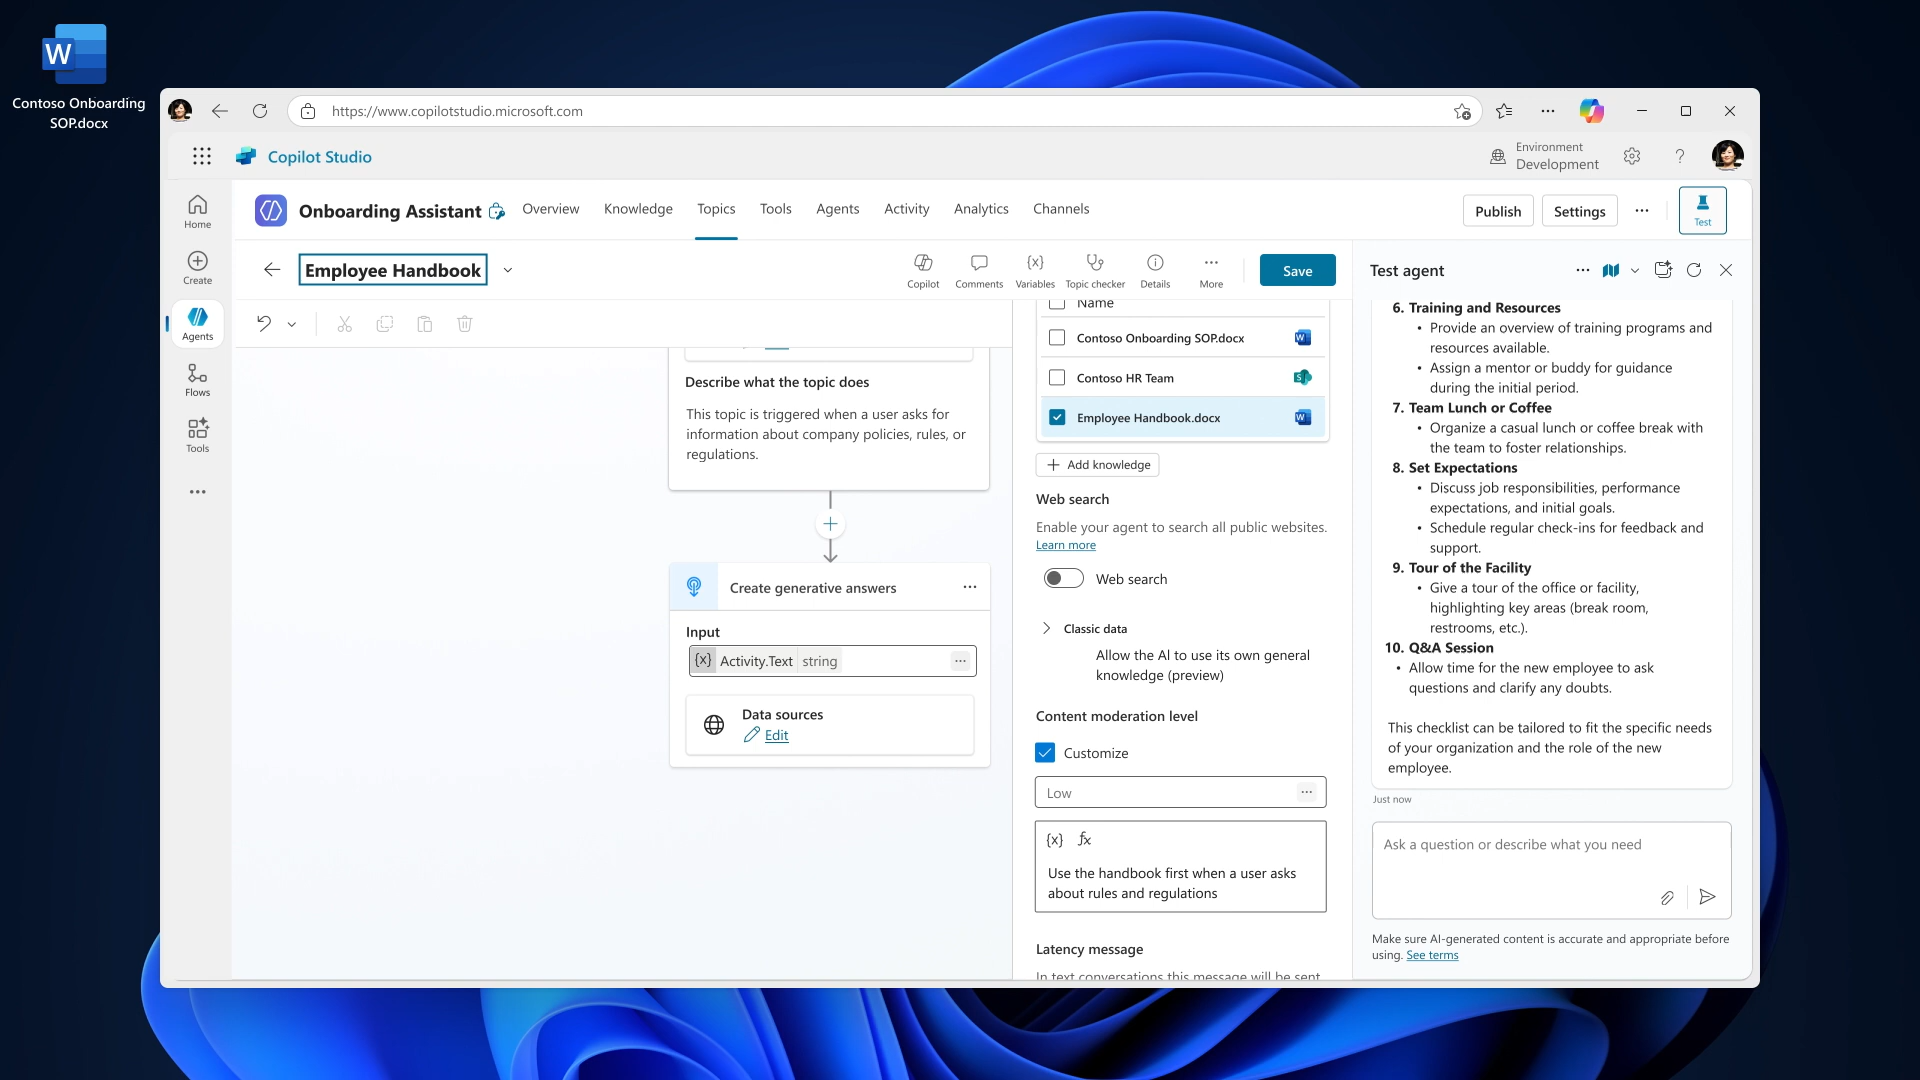 Contoso Onboarding
SOP.docx
https://www.copilotstudio.microsoft.com
Copilot Studio
Environment
Development
Onboarding Assistant
Overview
Knowledge
Topics
Tools
Agents
Activity
Analytics
Channels
Publish
Settings
Test
Home
Create
Agents
Flows
Tools
Employee Handbook
Copilot
Comments
Variables
Topic checker
Details
More
Save
Describe what the topic does
This topic is triggered when a user asks for
information about company policies, rules, or
regulations.
Create generative answers
Input
{x} Activity.Text string
Data sources
Edit
Name
Contoso Onboarding SOP.docx
Contoso HR Team
Employee Handbook.docx
Add knowledge
Web search
Enable your agent to search all public websites.
Learn more
Web search
Classic data
Allow the AI to use its own general
knowledge (preview)
Content moderation level
Customize
Low
{x} fx
Use the handbook first when a user asks
about rules and regulations
Latency message
In text conversations this message will be sent
Test agent
6. Training and Resources
• Provide an overview of training programs and
resources available.
• Assign a mentor or buddy for guidance
during the initial period.
7. Team Lunch or Coffee
• Organize a casual lunch or coffee break with
the team to foster relationships.
8. Set Expectations
• Discuss job responsibilities, performance
expectations, and initial goals.
• Schedule regular check-ins for feedback and
support.
9. Tour of the Facility
• Give a tour of the office or facility,
highlighting key areas (break room,
restrooms, etc.).
10. Q&A Session
• Allow time for the new employee to ask
questions and clarify any doubts.
This checklist can be tailored to fit the specific needs
of your organization and the role of the new
employee.
Just now
Ask a question or describe what you need
Make sure AI-generated content is accurate and appropriate before
using. See terms